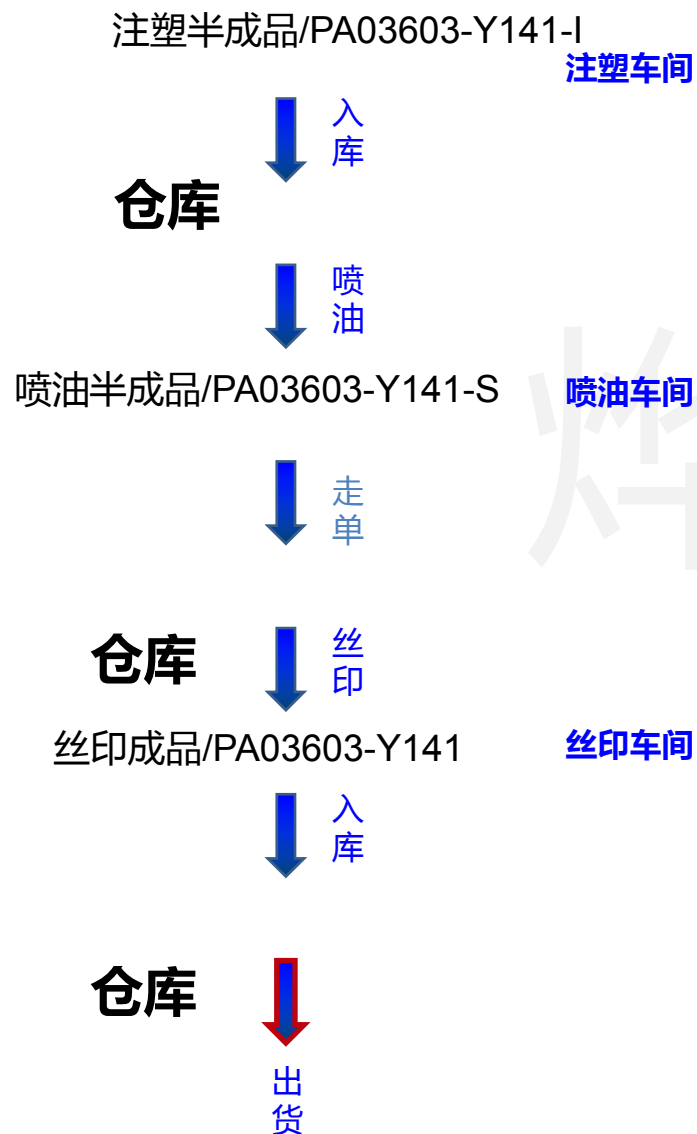 注塑半成品/PA03603-Y141-I
注塑车间
入库
仓库
喷油
喷油半成品/PA03603-Y141-S
喷油车间
走单
仓库
丝印
丝印成品/PA03603-Y141
丝印车间
入库
仓库
出货
烨